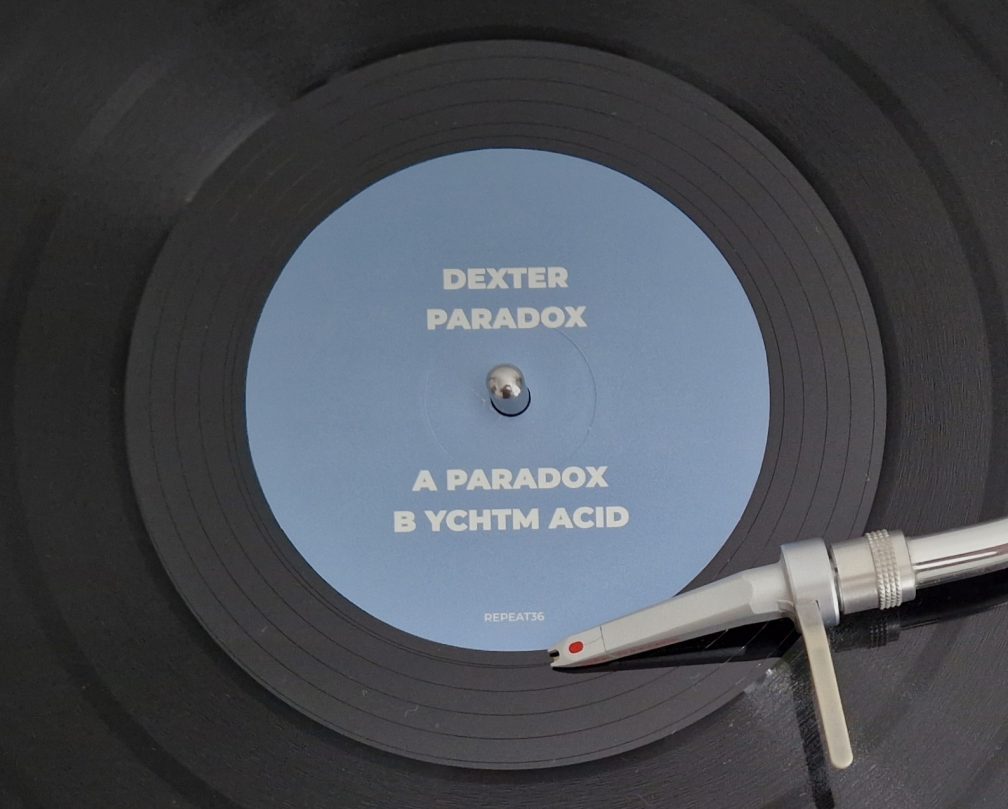 DEXTER
PARADOX
A PARADOX
B YCHTM ACID
REPEAT36